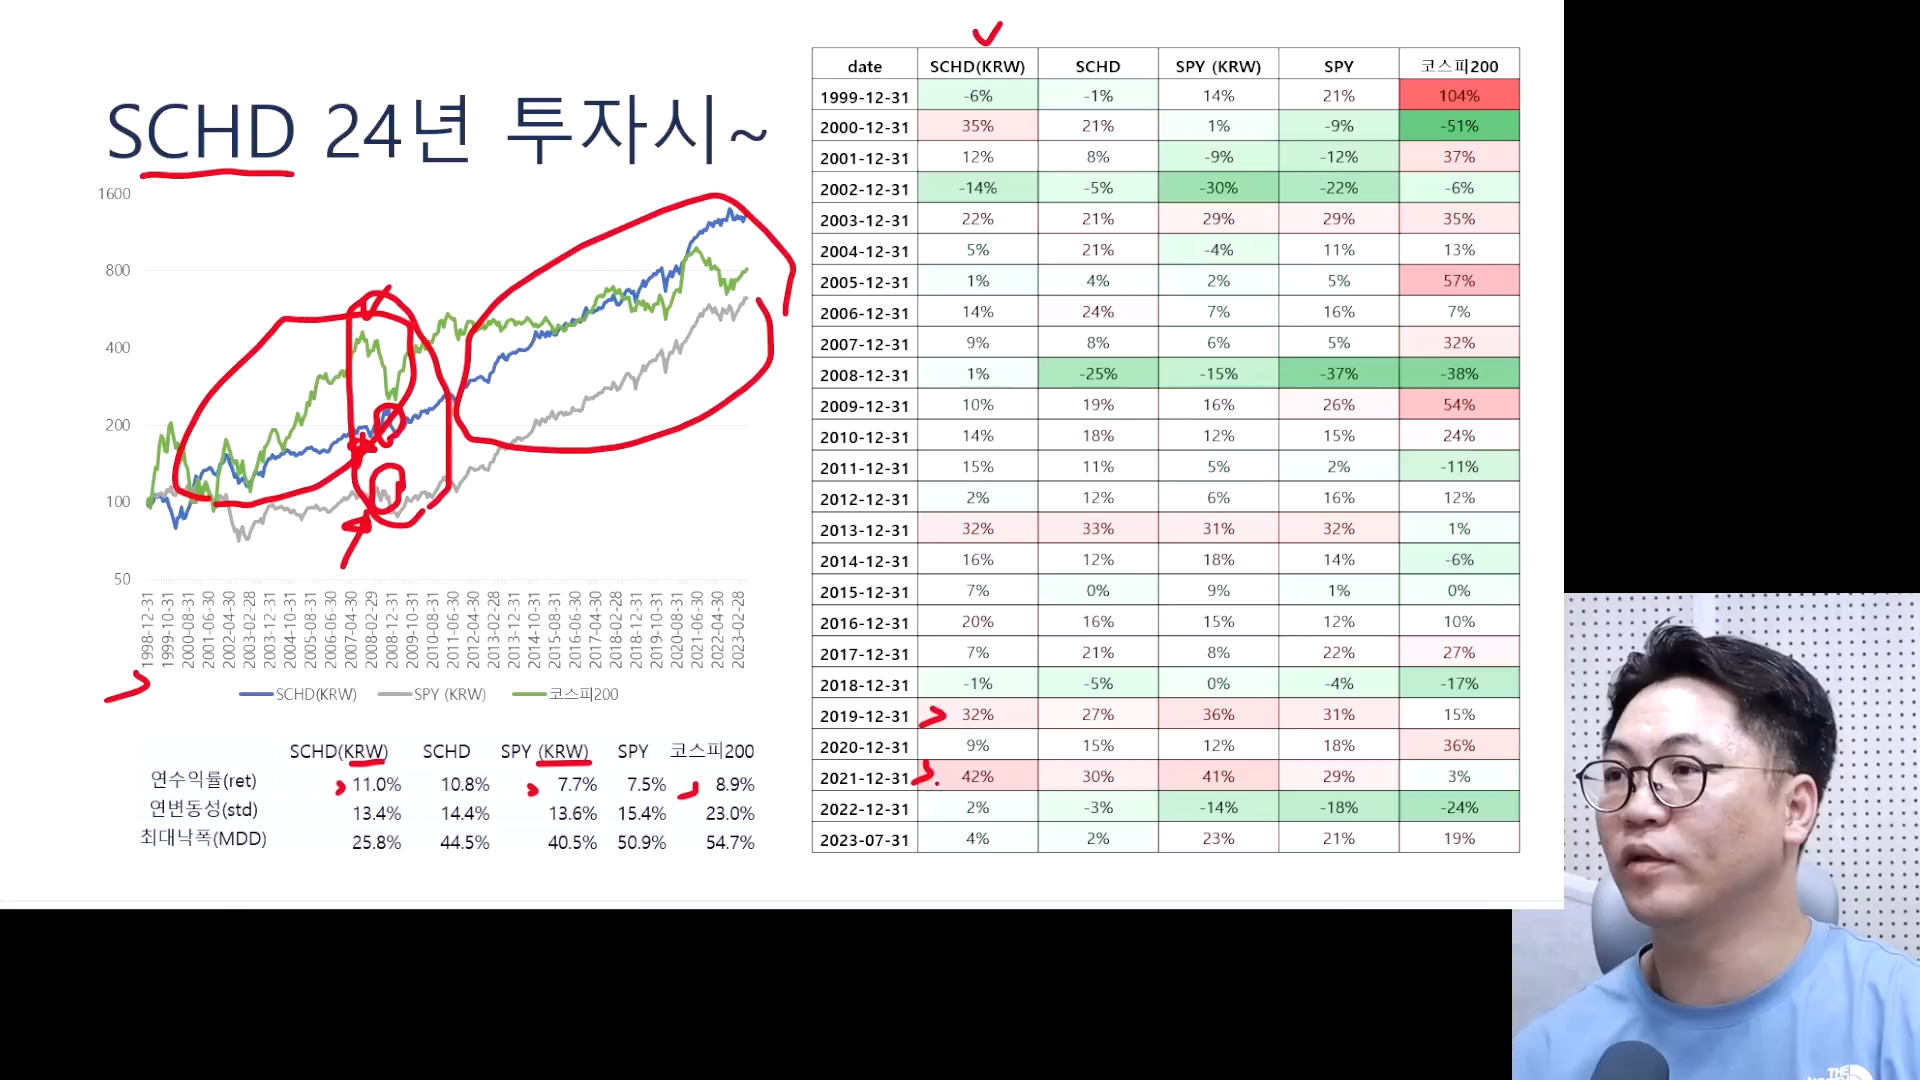 SCHD 24년 투자시~
1600
800
400
200
100
50
1998-12-31 1999-10-31 2000-08-31 2001-06-30 2002-04-30 2003-02-28 2003-12-31 2004-10-31 2005-08-31 2006-06-30 2007-04-30 2008-02-29 2008-12-31 2009-10-31 2010-08-31 2011-06-30 2012-04-30 2013-02-28 2013-12-31 2014-10-31 2015-08-31 2016-06-30 2017-04-30 2018-02-28 2018-12-31 2019-10-31 2020-08-31 2021-06-30 2022-04-30 2023-02-28
SCHD(KRW) SPY (KRW) 코스피200
SCHD(KRW) SCHD SPY (KRW) SPY 코스피200
연수익률(ret) 11.0% 10.8% 7.7% 7.5% 8.9%
연변동성(std) 13.4% 14.4% 13.6% 15.4% 23.0%
최대낙폭(MDD) 25.8% 44.5% 40.5% 50.9% 54.7%
date SCHD(KRW) SCHD SPY (KRW) SPY 코스피200
1999-12-31 -6% -1% 14% 21% 104%
2000-12-31 35% 21% 1% -9% -51%
2001-12-31 12% 8% -9% -12% 37%
2002-12-31 -14% -5% -30% -22% -6%
2003-12-31 22% 21% 29% 29% 35%
2004-12-31 5% 21% -4% 11% 13%
2005-12-31 1% 4% 2% 5% 57%
2006-12-31 14% 24% 7% 16% 7%
2007-12-31 9% 8% 6% 5% 32%
2008-12-31 1% -25% -15% -37% -38%
2009-12-31 10% 19% 16% 26% 54%
2010-12-31 14% 18% 12% 15% 24%
2011-12-31 15% 11% 5% 2% -11%
2012-12-31 2% 12% 6% 16% 12%
2013-12-31 32% 33% 31% 32% 1%
2014-12-31 16% 12% 18% 14% -6%
2015-12-31 7% 0% 9% 1% 0%
2016-12-31 20% 16% 15% 12% 10%
2017-12-31 7% 21% 8% 22% 27%
2018-12-31 -1% -5% 0% -4% -17%
2019-12-31 32% 27% 36% 31% 15%
2020-12-31 9% 15% 12% 18% 36%
2021-12-31 42% 30% 41% 29% 3%
2022-12-31 2% -3% -14% -18% -24%
2023-07-31 4% 2% 23% 21% 19%
THE